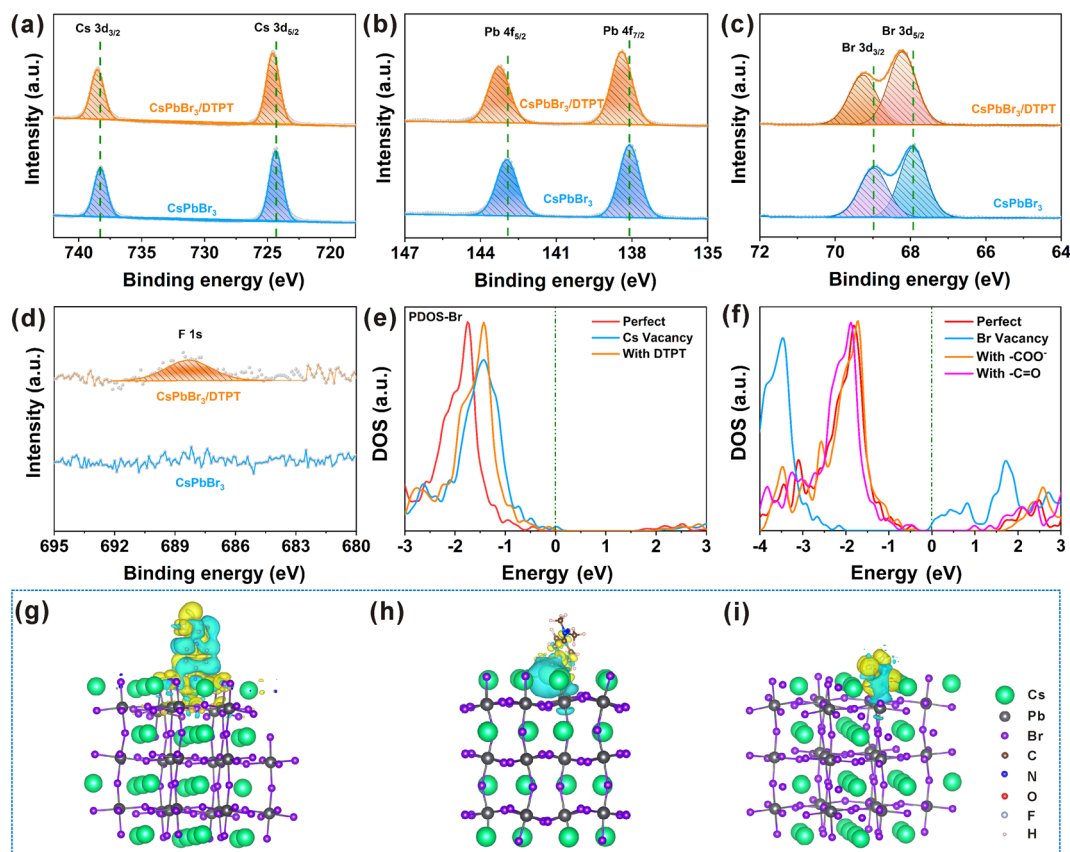 (a)
Cs 3d3/2
Cs 3d5/2
CsPbBr3/DTPT
CsPbBr3
Intensity (a.u.)
740
735
730
725
720
Binding energy (eV)
(b)
Pb 4f5/2
Pb 4f7/2
CsPbBr3/DTPT
CsPbBr3
Intensity (a.u.)
147
144
141
138
135
Binding energy (eV)
(c)
Br 3d5/2
Br 3d3/2
CsPbBr3/DTPT
CsPbBr3
Intensity (a.u.)
72
70
68
66
64
Binding energy (eV)
(d)
F 1s
CsPbBr3/DTPT
CsPbBr3
Intensity (a.u.)
695
692
689
686
683
680
Binding energy (eV)
(e)
PDOS-Br
Perfect
Cs Vacancy
With DTPT
DOS (a.u.)
-3
-2
-1
0
1
2
3
Energy (eV)
(f)
Perfect
Br Vacancy
With -COO-
With -C=O
DOS (a.u.)
-4
-3
-2
-1
0
1
2
3
Energy (eV)
(g)
(h)
(i)
Cs
Pb
Br
C
N
O
F
H